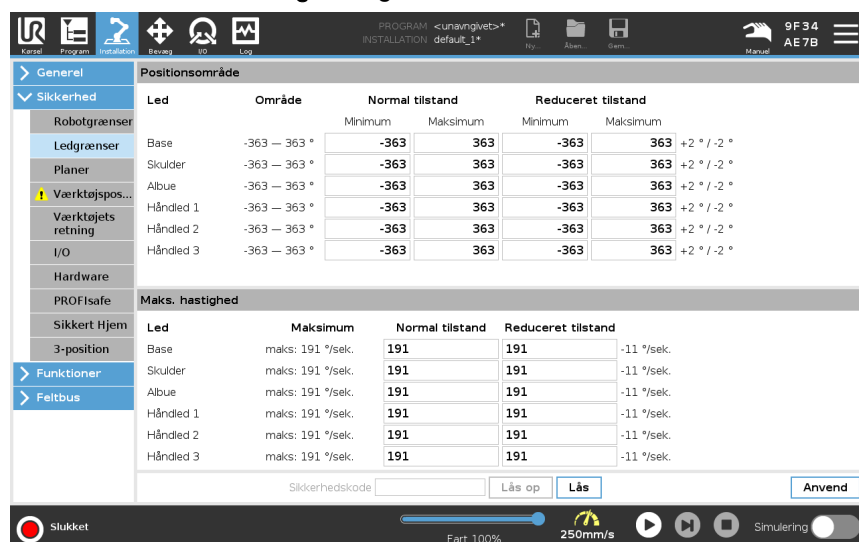 PROGRAM <unavngivet>*
INSTALLATION default_1*
Kørsel Program Installation Bevæg I/O Log Ny... Åben... Gem... Manuel
9F34
AE7B
Generel
Sikkerhed
Robotgrænser
Ledgrænser
Planer
Værktøjspos...
Værktøjets
retning
I/O
Hardware
PROFIsafe
Sikkert Hjem
3-position
Funktioner
Feltbus
Positionsområde
Led Område Normal tilstand Reduceret tilstand
Minimum Maksimum Minimum Maksimum
Base -363 — 363 ° -363 363 -363 363 +2 ° / -2 °
Skulder -363 — 363 ° -363 363 -363 363 +2 ° / -2 °
Albue -363 — 363 ° -363 363 -363 363 +2 ° / -2 °
Håndled 1 -363 — 363 ° -363 363 -363 363 +2 ° / -2 °
Håndled 2 -363 — 363 ° -363 363 -363 363 +2 ° / -2 °
Håndled 3 -363 — 363 ° -363 363 -363 363 +2 ° / -2 °
Maks. hastighed
Led Maksimum Normal tilstand Reduceret tilstand
Base maks: 191 °/sek. 191 191 -11 °/sek.
Skulder maks: 191 °/sek. 191 191 -11 °/sek.
Albue maks: 191 °/sek. 191 191 -11 °/sek.
Håndled 1 maks: 191 °/sek. 191 191 -11 °/sek.
Håndled 2 maks: 191 °/sek. 191 191 -11 °/sek.
Håndled 3 maks: 191 °/sek. 191 191 -11 °/sek.
Sikkerhedskode Lås op Lås Anvend
Slukket Fart 100% 250mm/s Simulering